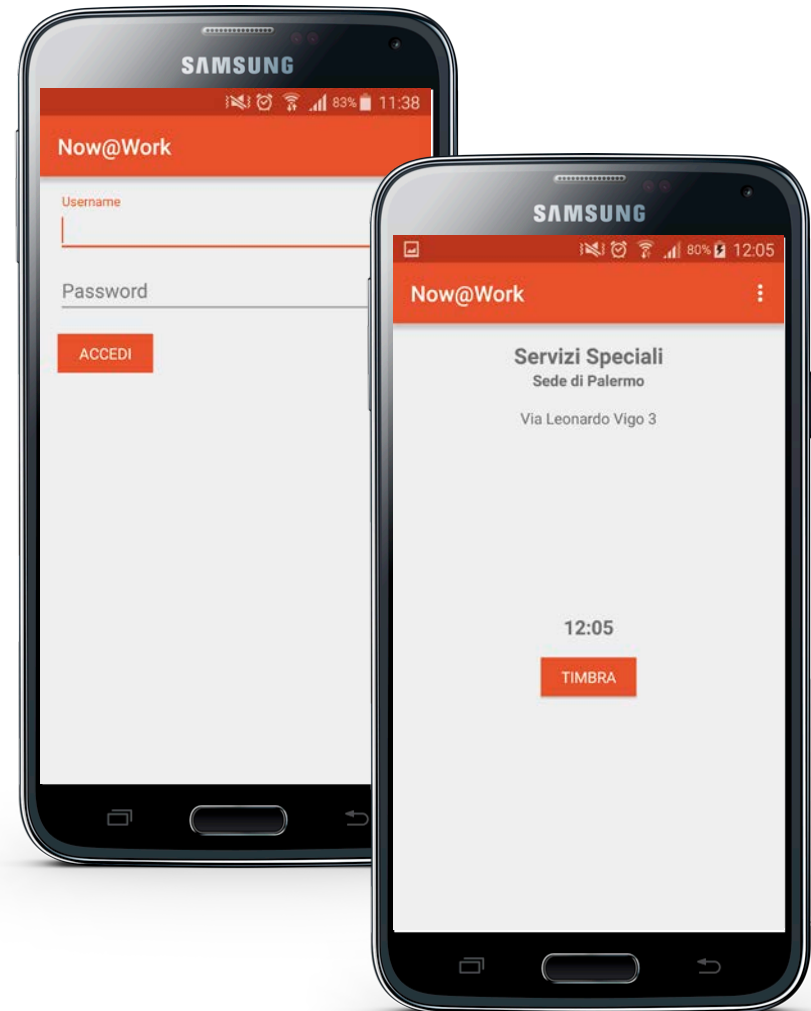 SAMSUNG
83% 11:38
Now@Work
Username
Password
ACCEDI
SAMSUNG
80% 12:05
Now@Work
Servizi Speciali
Sede di Palermo
Via Leonardo Vigo 3
12:05
TIMBRA